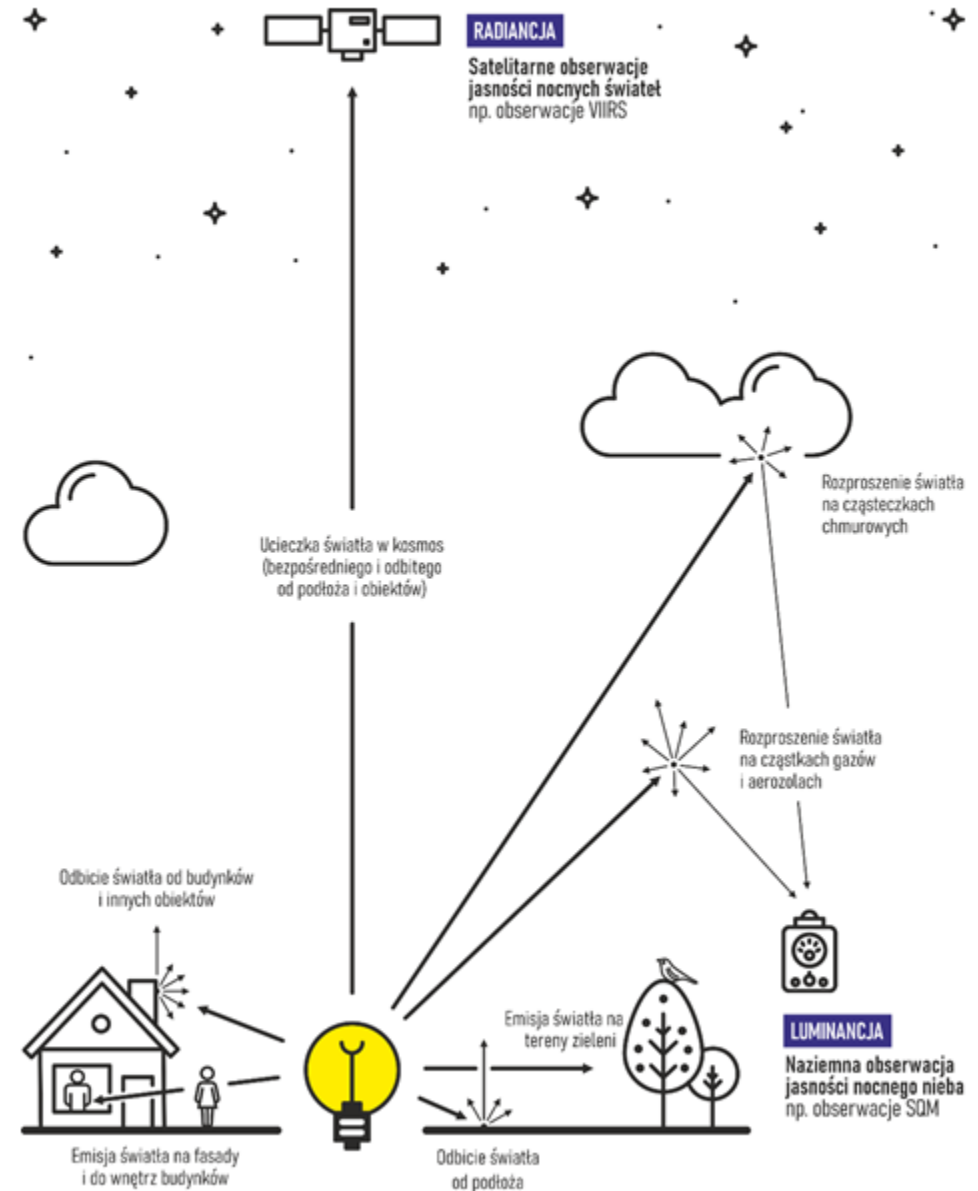 RADIANCJA
Satelitarne obserwacje
jasności nocnych świateł
np. obserwacje VIIRS
Rozproszenie światła
na cząsteczkach
chmurowych
Ucieczka światła w kosmos
(bezpośredniego i odbitego
od podłoża i obiektów)
Rozproszenie światła
na cząstkach gazów
i aerozolach
Odbicie światła od budynków
i innych obiektów
Emisja światła na
tereny zieleni
LUMINANCJA
Naziemna obserwacja
jasności nocnego nieba
np. obserwacje SQM
Emisja światła na fasady
i do wnętrz budynków
Odbicie światła
od podłoża